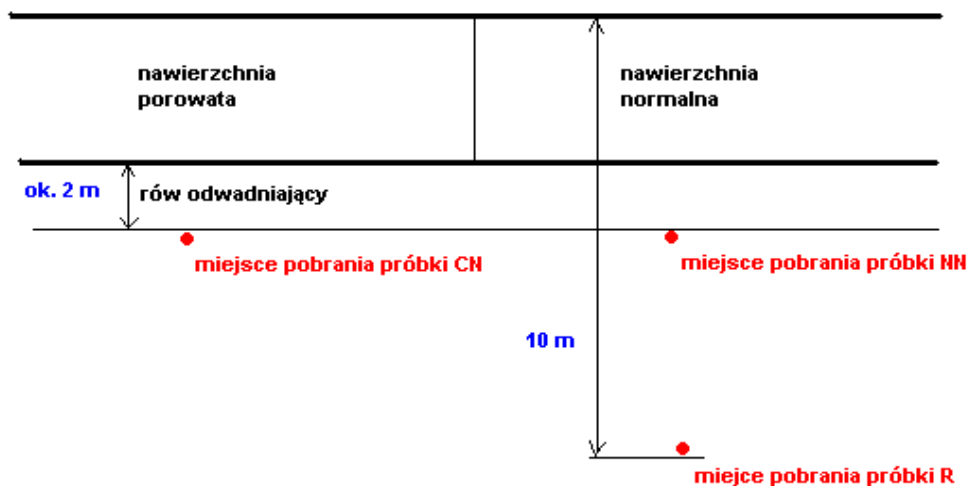 nawierzchnia
porowata
nawierzchnia
normalna
ok. 2 m
rów odwadniający
miejsce pobrania próbki CN
miejsce pobrania próbki NN
10 m
miejce pobrania próbki R